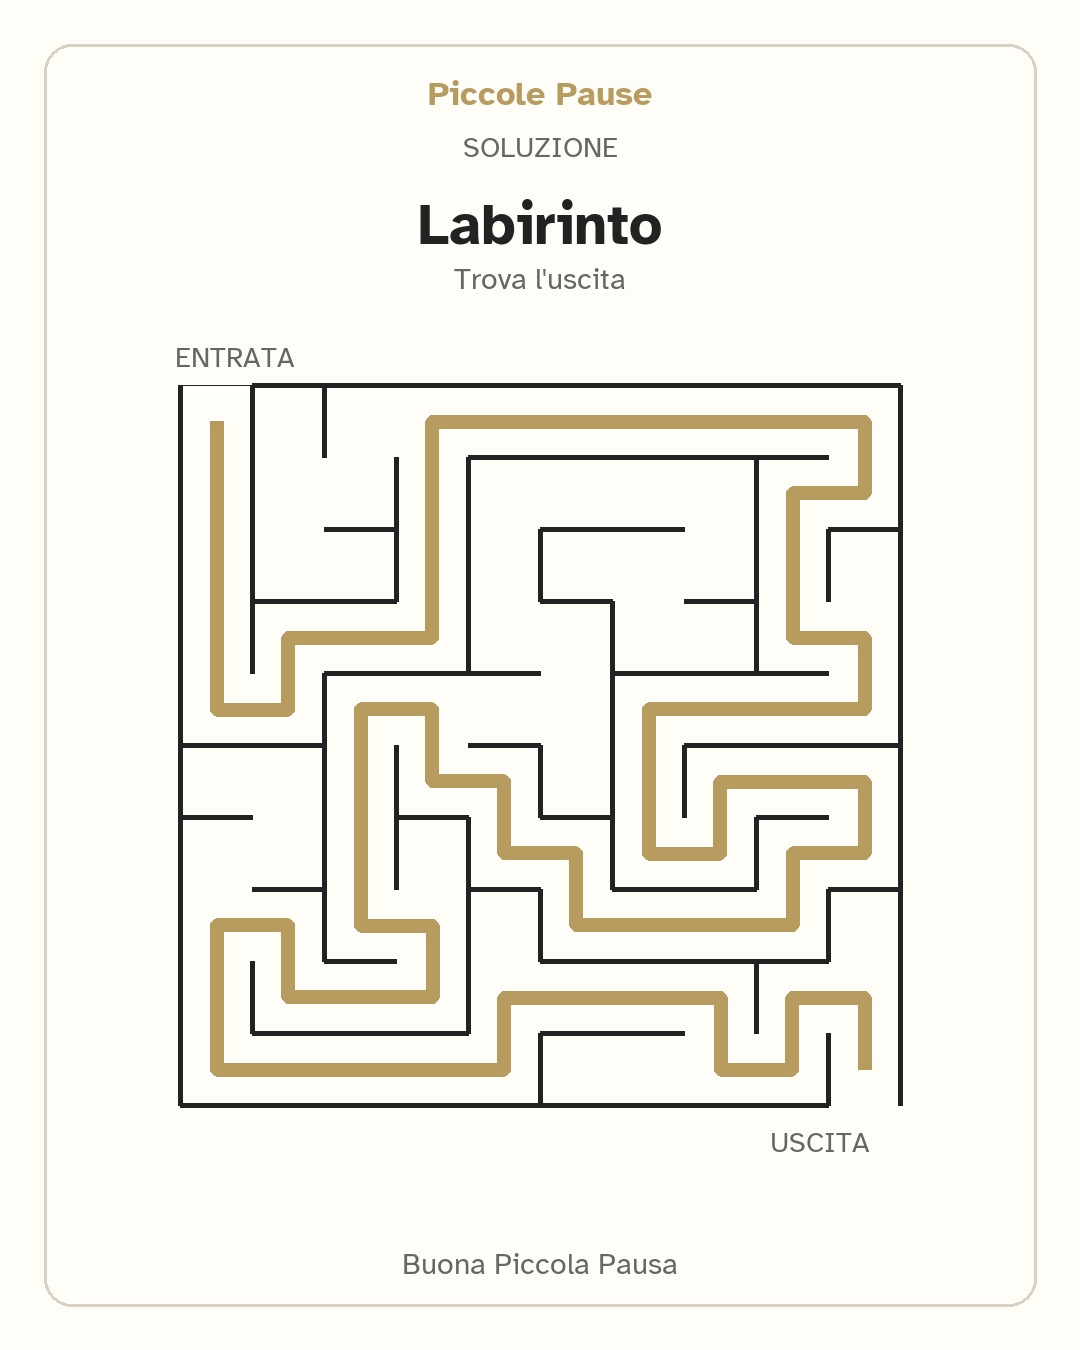 Piccole Pause
SOLUZIONE
Labirinto
Trova l'uscita
ENTRATA
USCITA
Buona Piccola Pausa